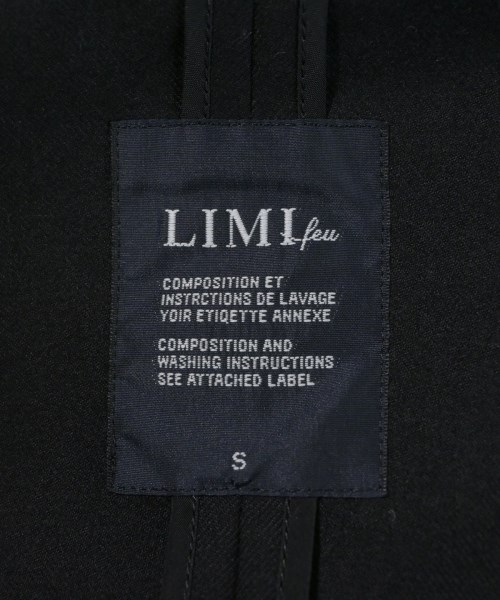 LIMI feu
COMPOSITION ET
INSTRCTIONS DE LAVAGE
YOIR ETIQETTE ANNEXE
COMPOSITION AND
WASHING INSTRUCTIONS
SEE ATTACHED LABEL
S